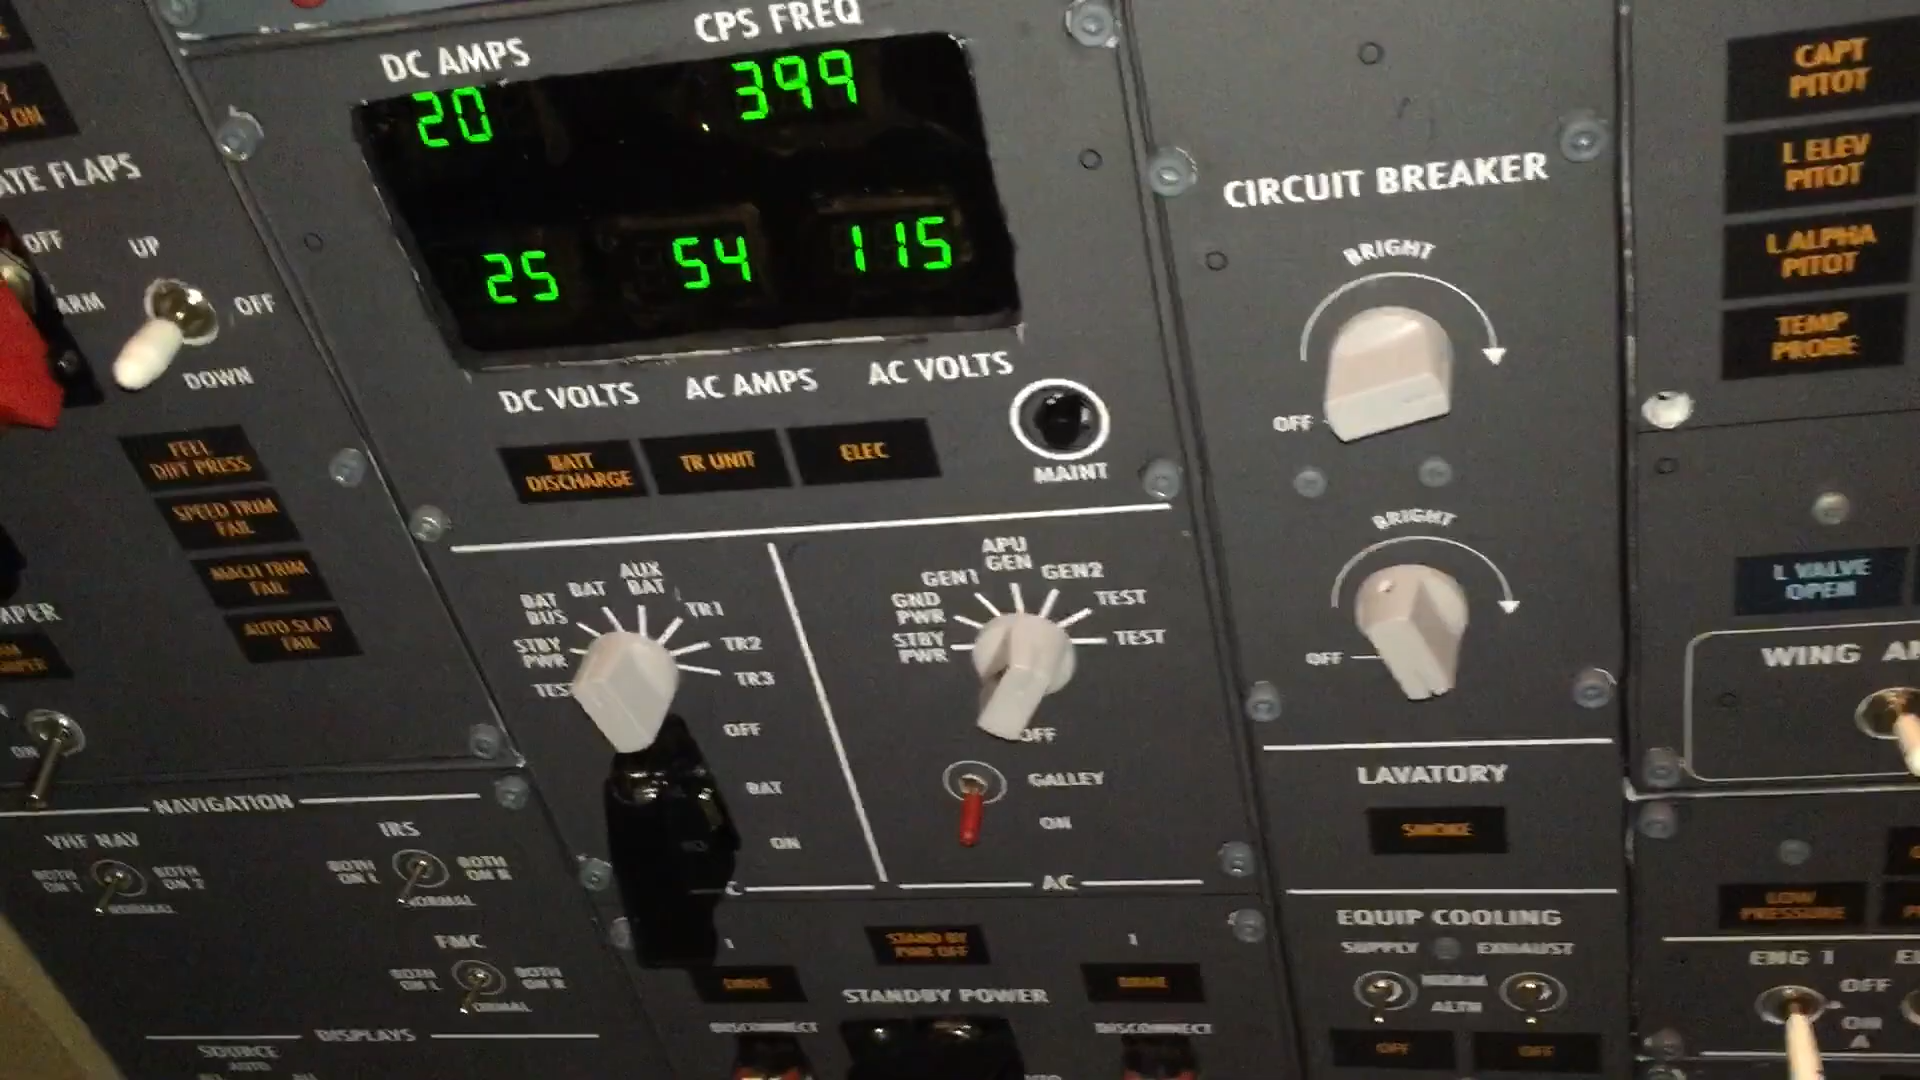 DC AMPS
CPS FREQ
20
399
25
54
115
DC VOLTS
AC AMPS
AC VOLTS
BATT
DISCHARGE
TR UNIT
ELEC
MAINT
ATE FLAPS
OFF
UP
ARM
OFF
DOWN
FEEL
DIFF PRESS
SPEED TRIM
FAIL
MACH TRIM
FAIL
AUTO SLAT
FAIL
ON
AUX
BAT
BAT
BAT
BUS
TR1
STBY
PWR
TR2
TEST
TR3
OFF
BAT
ON
APU
GEN
GEN1
GEN2
GND
PWR
TEST
STBY
PWR
TEST
OFF
GALLEY
ON
AC
CIRCUIT BREAKER
BRIGHT
OFF
BRIGHT
OFF
LAVATORY
SMOKE
EQUIP COOLING
SUPPLY
EXHAUST
NORM
ALTN
OFF
OFF
CAPT
PITOT
L ELEV
PITOT
L ALPHA
PITOT
TEMP
PROBE
L VALVE
OPEN
WING AN
LOW
PRESSURE
ENG 1
OFF
ON
A
NAVIGATION
VHF NAV
BOTH
ON 1
BOTH
ON 2
NORMAL
IRS
BOTH
ON L
BOTH
ON R
NORMAL
FMC
BOTH
ON L
BOTH
ON R
NORMAL
DISPLAYS
SOURCE
AUTO
1
STAND BY
PWR OFF
1
DRIVE
STANDBY POWER
DRIVE
DISCONNECT
DISCONNECT